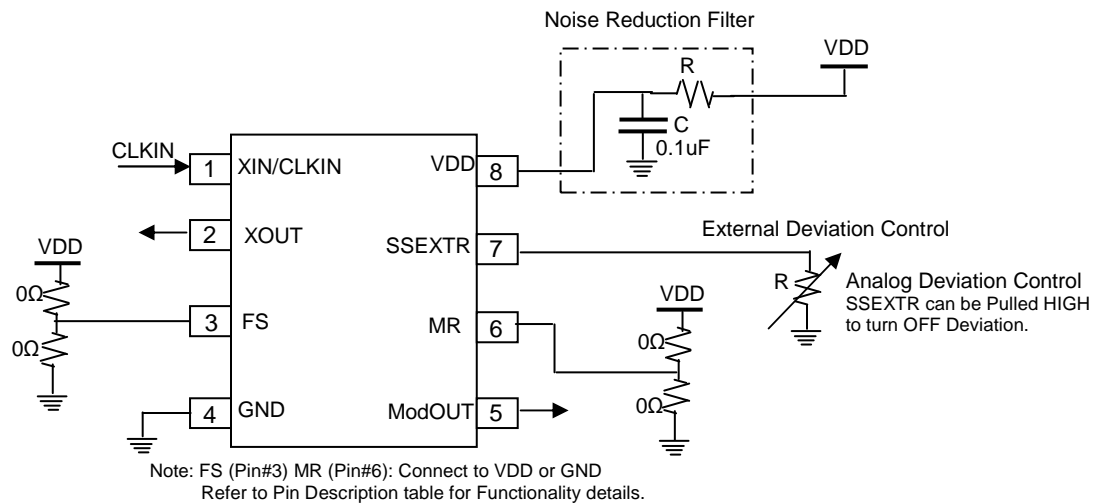 Noise Reduction Filter
VDD
R
C
0.1uF
CLKIN
1 XIN/CLKIN
VDD 8
2 XOUT
SSEXTR 7
External Deviation Control
VDD
0Ω
0Ω
3 FS
MR 6
VDD
0Ω
0Ω
R
Analog Deviation Control
SSEXTR can be Pulled HIGH
to turn OFF Deviation.
4 GND
ModOUT 5
Note: FS (Pin#3) MR (Pin#6): Connect to VDD or GND
Refer to Pin Description table for Functionality details.